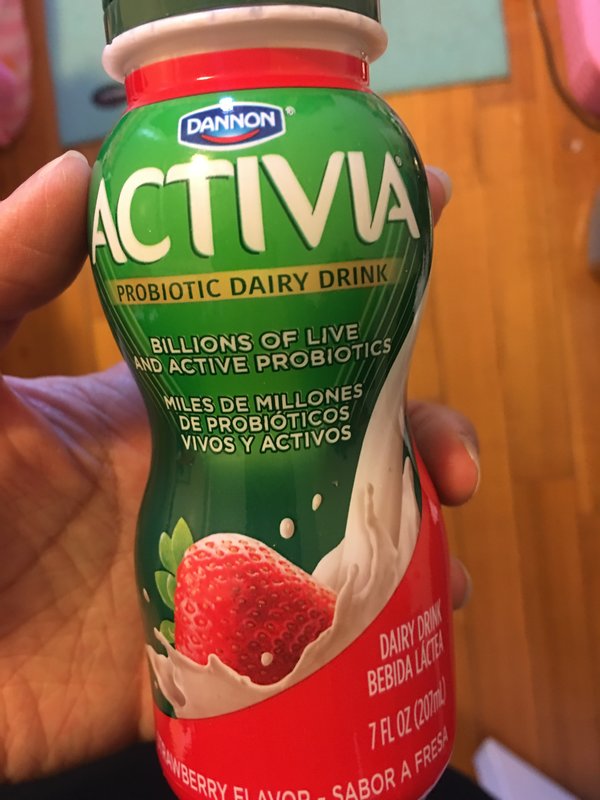 DANNON®
ACTIVIA®
PROBIOTIC DAIRY DRINK
BILLIONS OF LIVE
AND ACTIVE PROBIOTICS
MILES DE MILLONES
DE PROBIÓTICOS
VIVOS Y ACTIVOS
DAIRY DRINK
BEBIDA LÁCTEA
7 FL OZ (207mL)
RAWBERRY FLAVOR - SABOR A FRESA